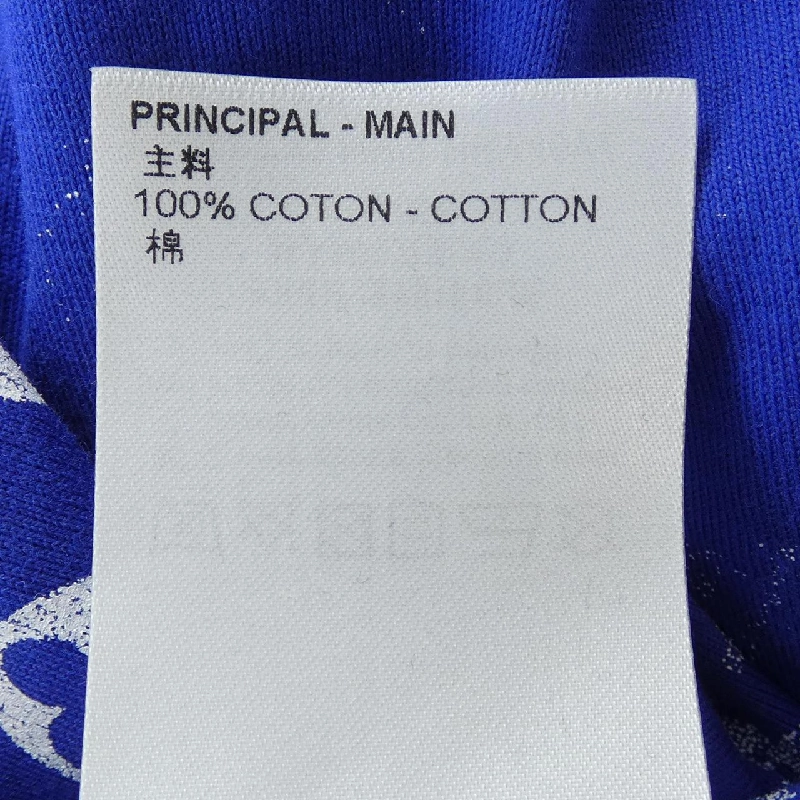 PRINCIPAL - MAIN
主料
100% COTON - COTTON
棉